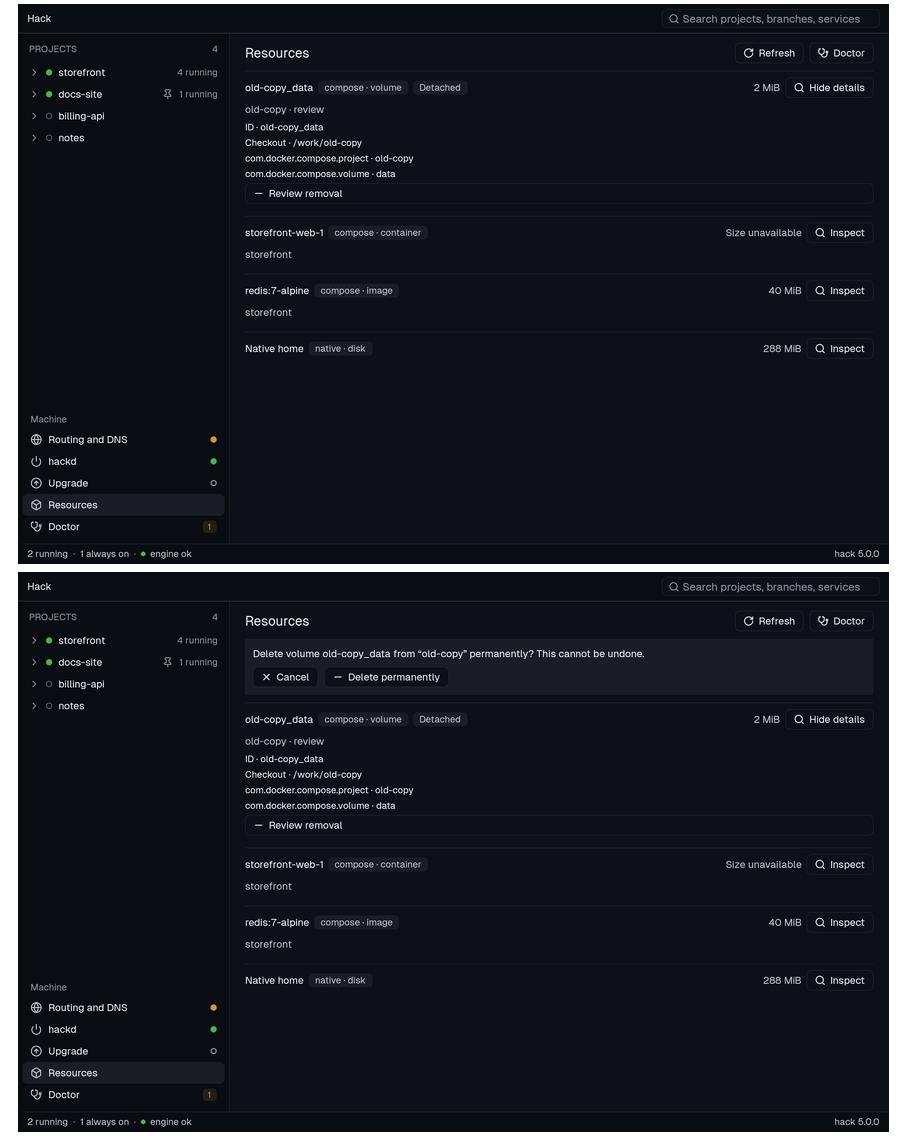 Hack
Search projects, branches, services
PROJECTS 4
storefront 4 running
docs-site 1 running
billing-api
notes
Machine
Routing and DNS
hackd
Upgrade
Resources
Doctor 1
Resources
Refresh Doctor
old-copy_data compose · volume Detached 2 MiB Hide details
old-copy · review
ID · old-copy_data
Checkout · /work/old-copy
com.docker.compose.project · old-copy
com.docker.compose.volume · data
Review removal
storefront-web-1 compose · container Size unavailable Inspect
storefront
redis:7-alpine compose · image 40 MiB Inspect
storefront
Native home native · disk 288 MiB Inspect
2 running · 1 always on · engine ok hack 5.0.0
Hack
Search projects, branches, services
PROJECTS 4
storefront 4 running
docs-site 1 running
billing-api
notes
Machine
Routing and DNS
hackd
Upgrade
Resources
Doctor 1
Resources
Refresh Doctor
Delete volume old-copy_data from “old-copy” permanently? This cannot be undone.
Cancel Delete permanently
old-copy_data compose · volume Detached 2 MiB Hide details
old-copy · review
ID · old-copy_data
Checkout · /work/old-copy
com.docker.compose.project · old-copy
com.docker.compose.volume · data
Review removal
storefront-web-1 compose · container Size unavailable Inspect
storefront
redis:7-alpine compose · image 40 MiB Inspect
storefront
Native home native · disk 288 MiB Inspect
2 running · 1 always on · engine ok hack 5.0.0